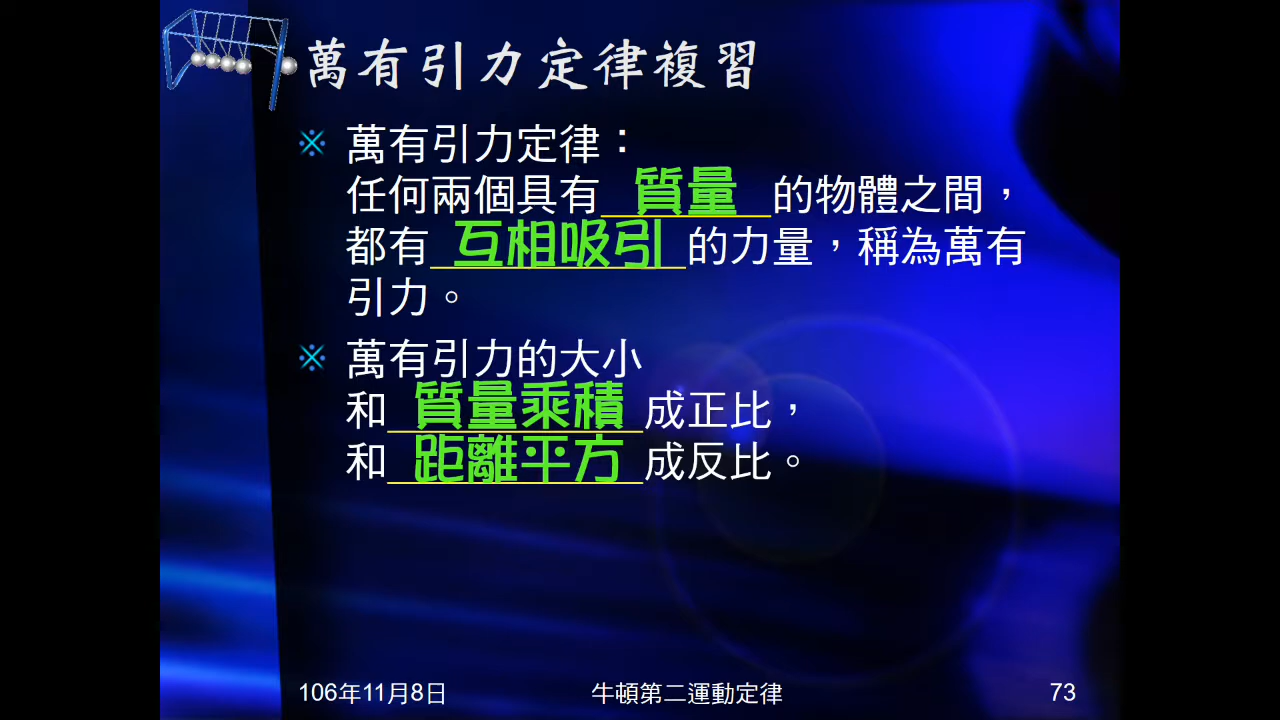 萬有引力定律複習
※ 萬有引力定律：
任何兩個具有 質量 的物體之間，
都有 互相吸引 的力量，稱為萬有
引力。
※ 萬有引力的大小
和 質量乘積 成正比，
和 距離平方 成反比。
106年11月8日 牛頓第二運動定律 73